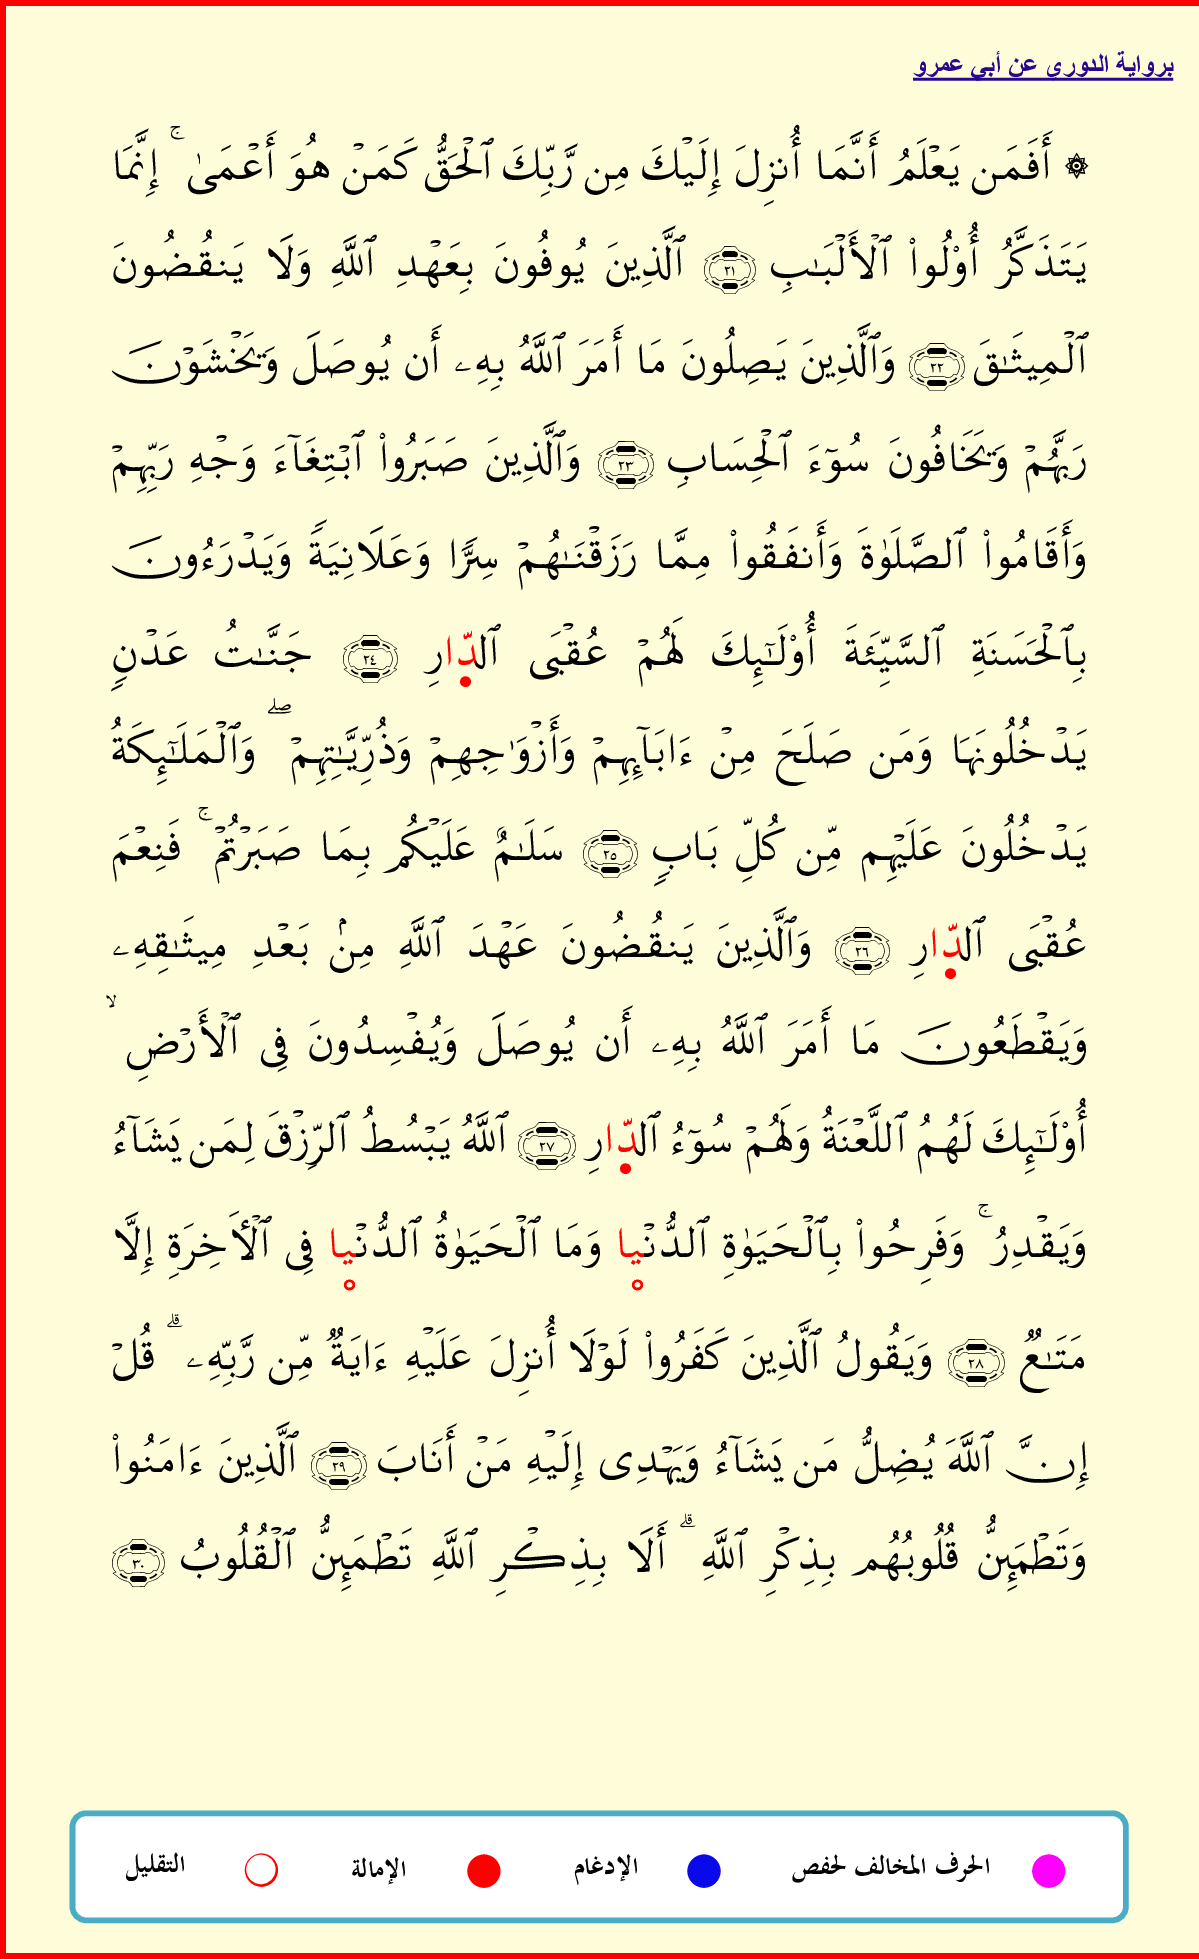 برواية الدورى عن أبى عمرو
۞ أَفَمَن يَعۡلَمُ أَنَّمَا أُنزِلَ إِلَيۡكَ مِن رَّبِّكَ ٱلۡحَقُّ كَمَنۡ هُوَ أَعۡمَىٰ ۚ إِنَّمَا
يَتَذَكَّرُ أُوْلُواْ ٱلۡأَلۡبَـٰبِ ٢١ ٱلَّذِينَ يُوفُونَ بِعَهۡدِ ٱللَّهِ وَلَا يَنقُضُونَ
ٱلۡمِيثَـٰقَ ٢٢ وَٱلَّذِينَ يَصِلُونَ مَا أَمَرَ ٱللَّهُ بِهِۦ أَن يُوصَلَ وَيَخۡشَوۡنَ
رَبَّهُمۡ وَيَخَافُونَ سُوٓءَ ٱلۡحِسَابِ ٢٣ وَٱلَّذِينَ صَبَرُواْ ٱبۡتِغَآءَ وَجۡهِ رَبِّهِمۡ
وَأَقَامُواْ ٱلصَّلَوٰةَ وَأَنفَقُواْ مِمَّا رَزَقۡنَـٰهُمۡ سِرًّا وَعَلَانِيَةً وَيَدۡرَءُونَ
بِٱلۡحَسَنَةِ ٱلسَّيِّئَةَ أُوْلَـٰٓئِكَ لَهُمۡ عُقۡبَى ٱلدّارِ ٢٤ جَنَّـٰتُ عَدۡنٍ
يَدۡخُلُونَهَا وَمَن صَلَحَ مِنۡ ءَابَآئِهِمۡ وَأَزۡوَٰجِهِمۡ وَذُرِّيَّـٰتِهِمۡ ۖ وَٱلۡمَلَـٰٓئِكَةُ
يَدۡخُلُونَ عَلَيۡهِم مِّن كُلِّ بَابٍ ٢٥ سَلَـٰمٌ عَلَيۡكُم بِمَا صَبَرۡتُمۡ ۚ فَنِعۡمَ
عُقۡبَى ٱلدّارِ ٢٦ وَٱلَّذِينَ يَنقُضُونَ عَهۡدَ ٱللَّهِ مِنۢ بَعۡدِ مِيثَـٰقِهِۦ
وَيَقۡطَعُونَ مَا أَمَرَ ٱللَّهُ بِهِۦ أَن يُوصَلَ وَيُفۡسِدُونَ فِى ٱلۡأَرۡضِ ۙ
أُوْلَـٰٓئِكَ لَهُمُ ٱللَّعۡنَةُ وَلَهُمۡ سُوٓءُ ٱلدّارِ ٢٧ ٱللَّهُ يَبۡسُطُ ٱلرِّزۡقَ لِمَن يَشَآءُ
وَيَقۡدِرُ ۚ وَفَرِحُواْ بِٱلۡحَيَوٰةِ ٱلدُّنۡيا وَمَا ٱلۡحَيَوٰةُ ٱلدُّنۡيا فِى ٱلۡأَخِرَةِ إِلَّا
مَتَـٰعٌ ٢٨ وَيَقُولُ ٱلَّذِينَ كَفَرُواْ لَوۡلَا أُنزِلَ عَلَيۡهِ ءَايَةٌ مِّن رَّبِّهِۦ ۗ قُلۡ
إِنَّ ٱللَّهَ يُضِلُّ مَن يَشَآءُ وَيَهۡدِى إِلَيۡهِ مَنۡ أَنَابَ ٢٩ ٱلَّذِينَ ءَامَنُواْ
وَتَطۡمَئِنُّ قُلُوبُهُم بِذِكۡرِ ٱللَّهِ ۗ أَلَا بِذِكۡرِ ٱللَّهِ تَطۡمَئِنُّ ٱلۡقُلُوبُ ٣٠
الحرف المخالف لحفص الإدغام الإمالة التقليل